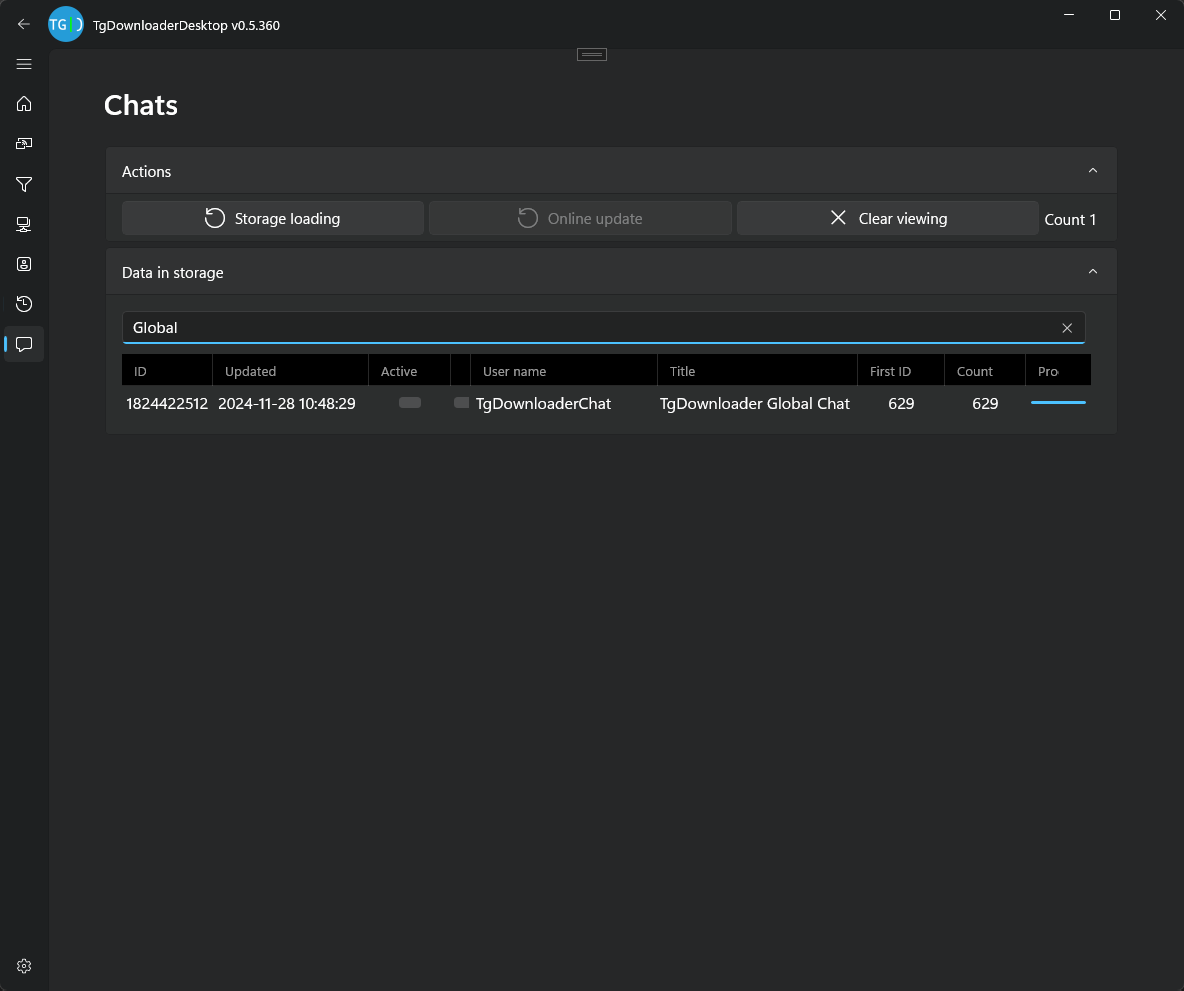 TG D TgDownloaderDesktop v0.5.360
Chats
Actions
Storage loading Online update Clear viewing Count 1
Data in storage
Global
ID Updated Active User name Title First ID Count Pro
1824422512 2024-11-28 10:48:29 TgDownloaderChat TgDownloader Global Chat 629 629